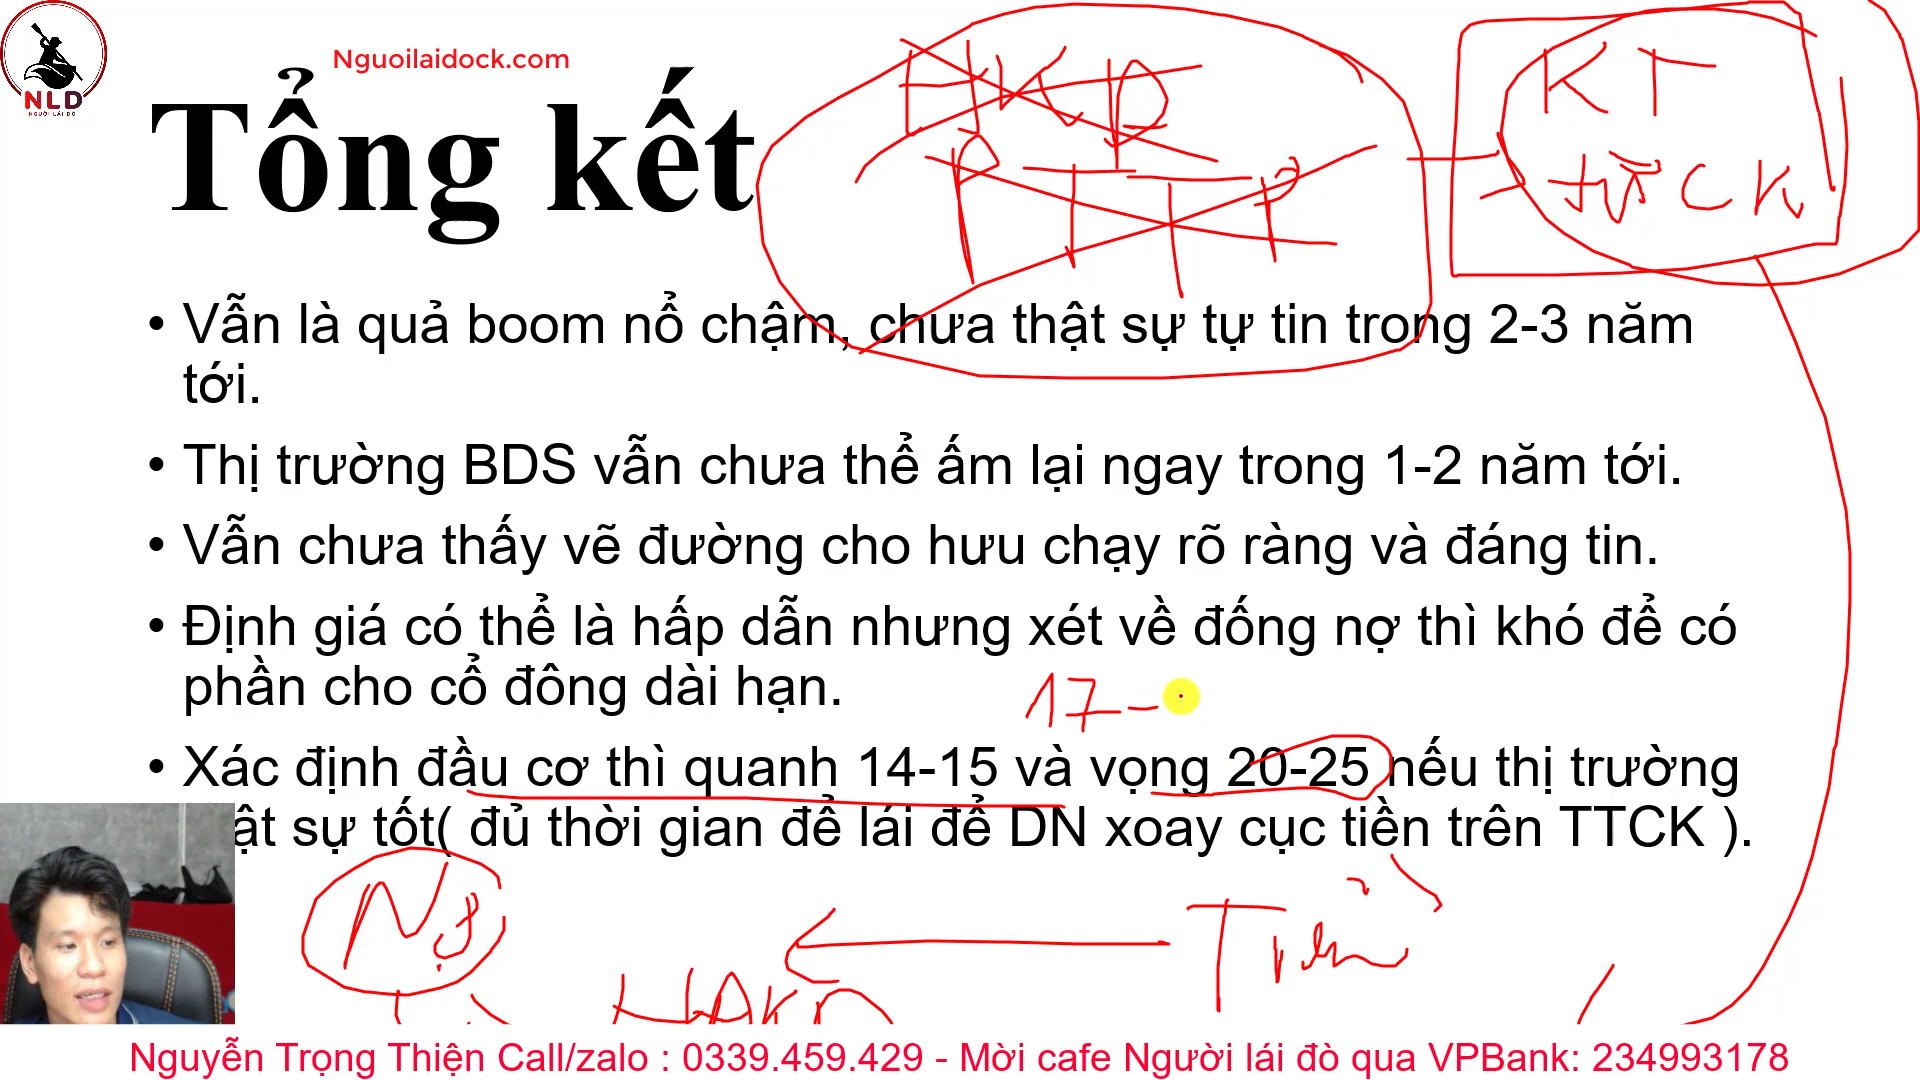 NLD
NGƯỜI LÁI ĐÒ
Nguoilaidock.com
Tổng kết
HKD
PTTP
KT
TTCK
• Vẫn là quả boom nổ chậm, chưa thật sự tự tin trong 2-3 năm
tới.
• Thị trường BDS vẫn chưa thể ấm lại ngay trong 1-2 năm tới.
• Vẫn chưa thấy vẽ đường cho hưu chạy rõ ràng và đáng tin.
• Định giá có thể là hấp dẫn nhưng xét về đống nợ thì khó để có
phần cho cổ đông dài hạn.
17-
• Xác định đầu cơ thì quanh 14-15 và vọng 20-25 nếu thị trường
ật sự tốt( đủ thời gian để lái để DN xoay cục tiền trên TTCK ).
Nợ
Tiền
Nguyễn Trọng Thiện Call/zalo : 0339.459.429 - Mời cafe Người lái đò qua VPBank: 234993178